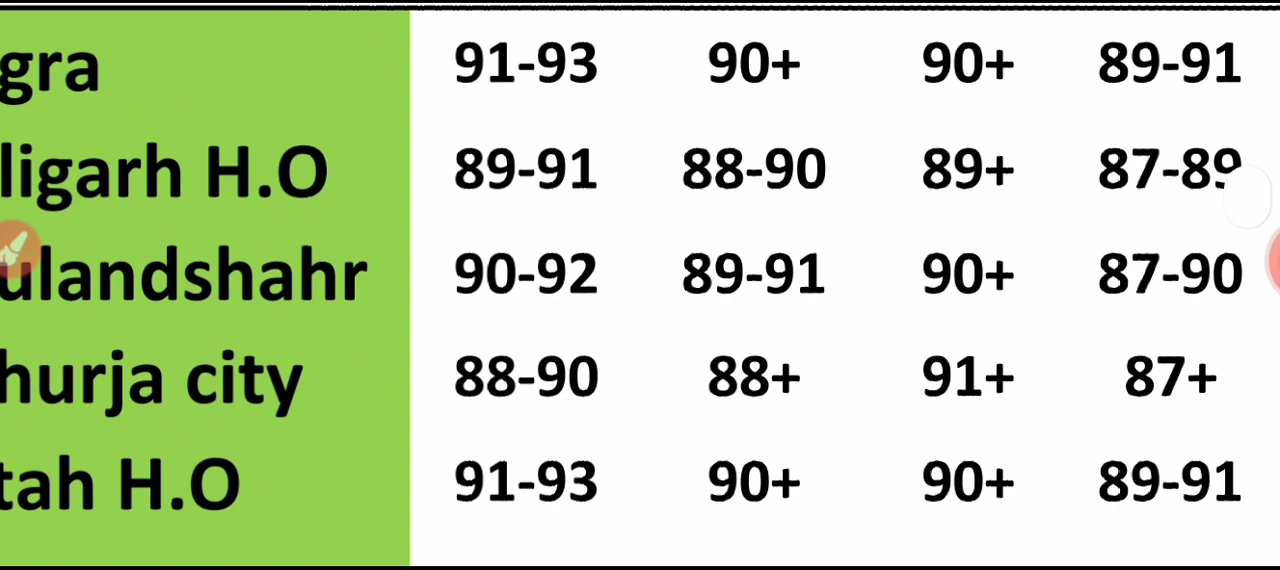 gra 91-93 90+ 90+ 89-91
ligarh H.O 89-91 88-90 89+ 87-89
ulandshahr 90-92 89-91 90+ 87-90
hurja city 88-90 88+ 91+ 87+
tah H.O 91-93 90+ 90+ 89-91